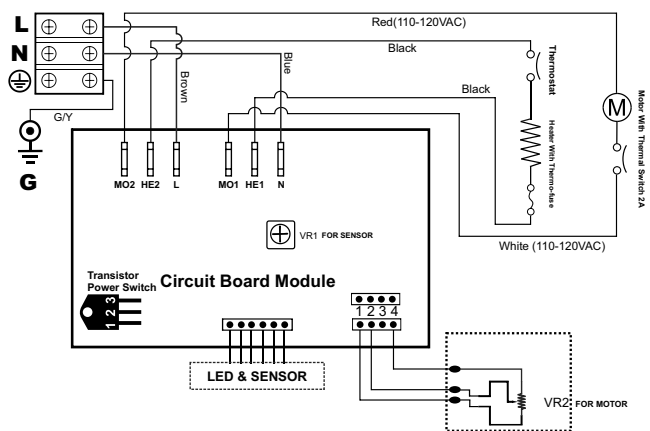 L
N
G
G/Y
Brown
Blue
Red(110-120VAC)
Black
Black
Thermostat
Heater With Thermo-fuse
M
Motor With Thermal Switch 2A
White (110-120VAC)
MO2 HE2 L MO1 HE1 N
VR1 FOR SENSOR
Transistor
Power Switch
Circuit Board Module
1 2 3
1 2 3 4
LED & SENSOR
VR2 FOR MOTOR